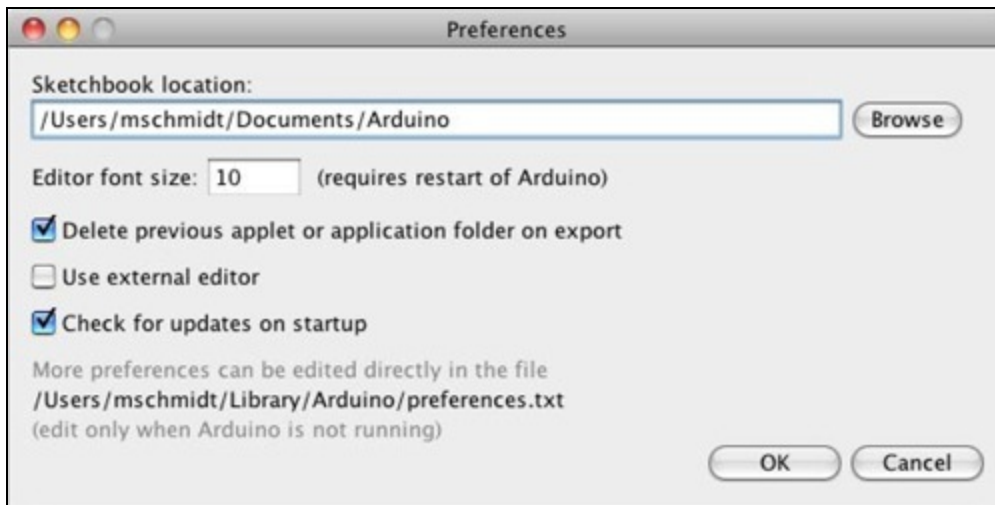 Preferences
Sketchbook location:
/Users/mschmidt/Documents/Arduino
Browse
Editor font size: 10 (requires restart of Arduino)
Delete previous applet or application folder on export
Use external editor
Check for updates on startup
More preferences can be edited directly in the file
/Users/mschmidt/Library/Arduino/preferences.txt
(edit only when Arduino is not running)
OK Cancel